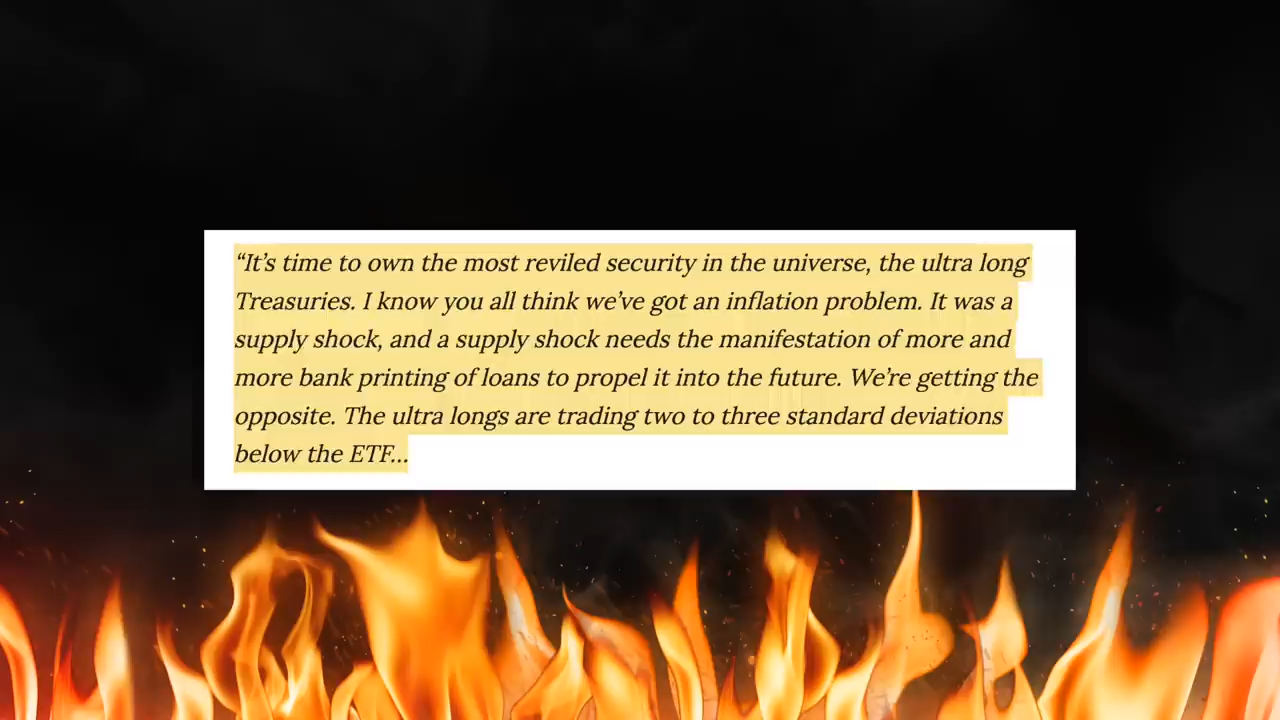 “It’s time to own the most reviled security in the universe, the ultra long
Treasuries. I know you all think we’ve got an inflation problem. It was a
supply shock, and a supply shock needs the manifestation of more and
more bank printing of loans to propel it into the future. We’re getting the
opposite. The ultra longs are trading two to three standard deviations
below the ETF...